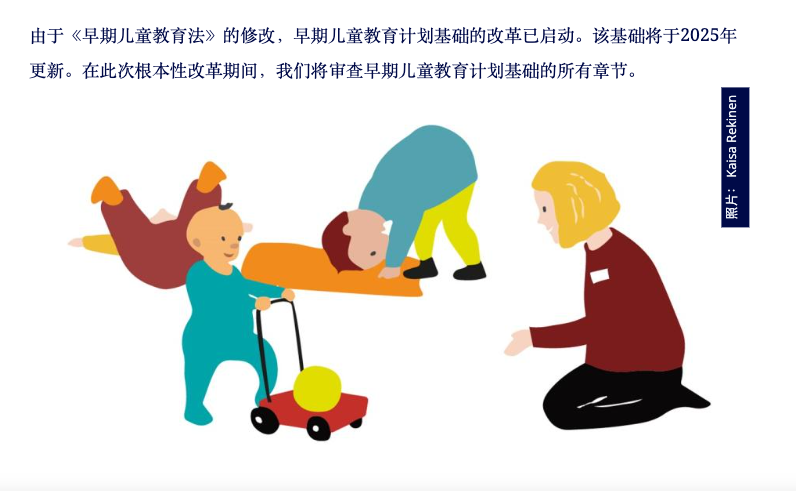 由于《早期儿童教育法》的修改，早期儿童教育计划基础的改革已启动。该基础将于2025年
更新。在此次根本性改革期间，我们将审查早期儿童教育计划基础的所有章节。
照片： Kaisa Rekinen